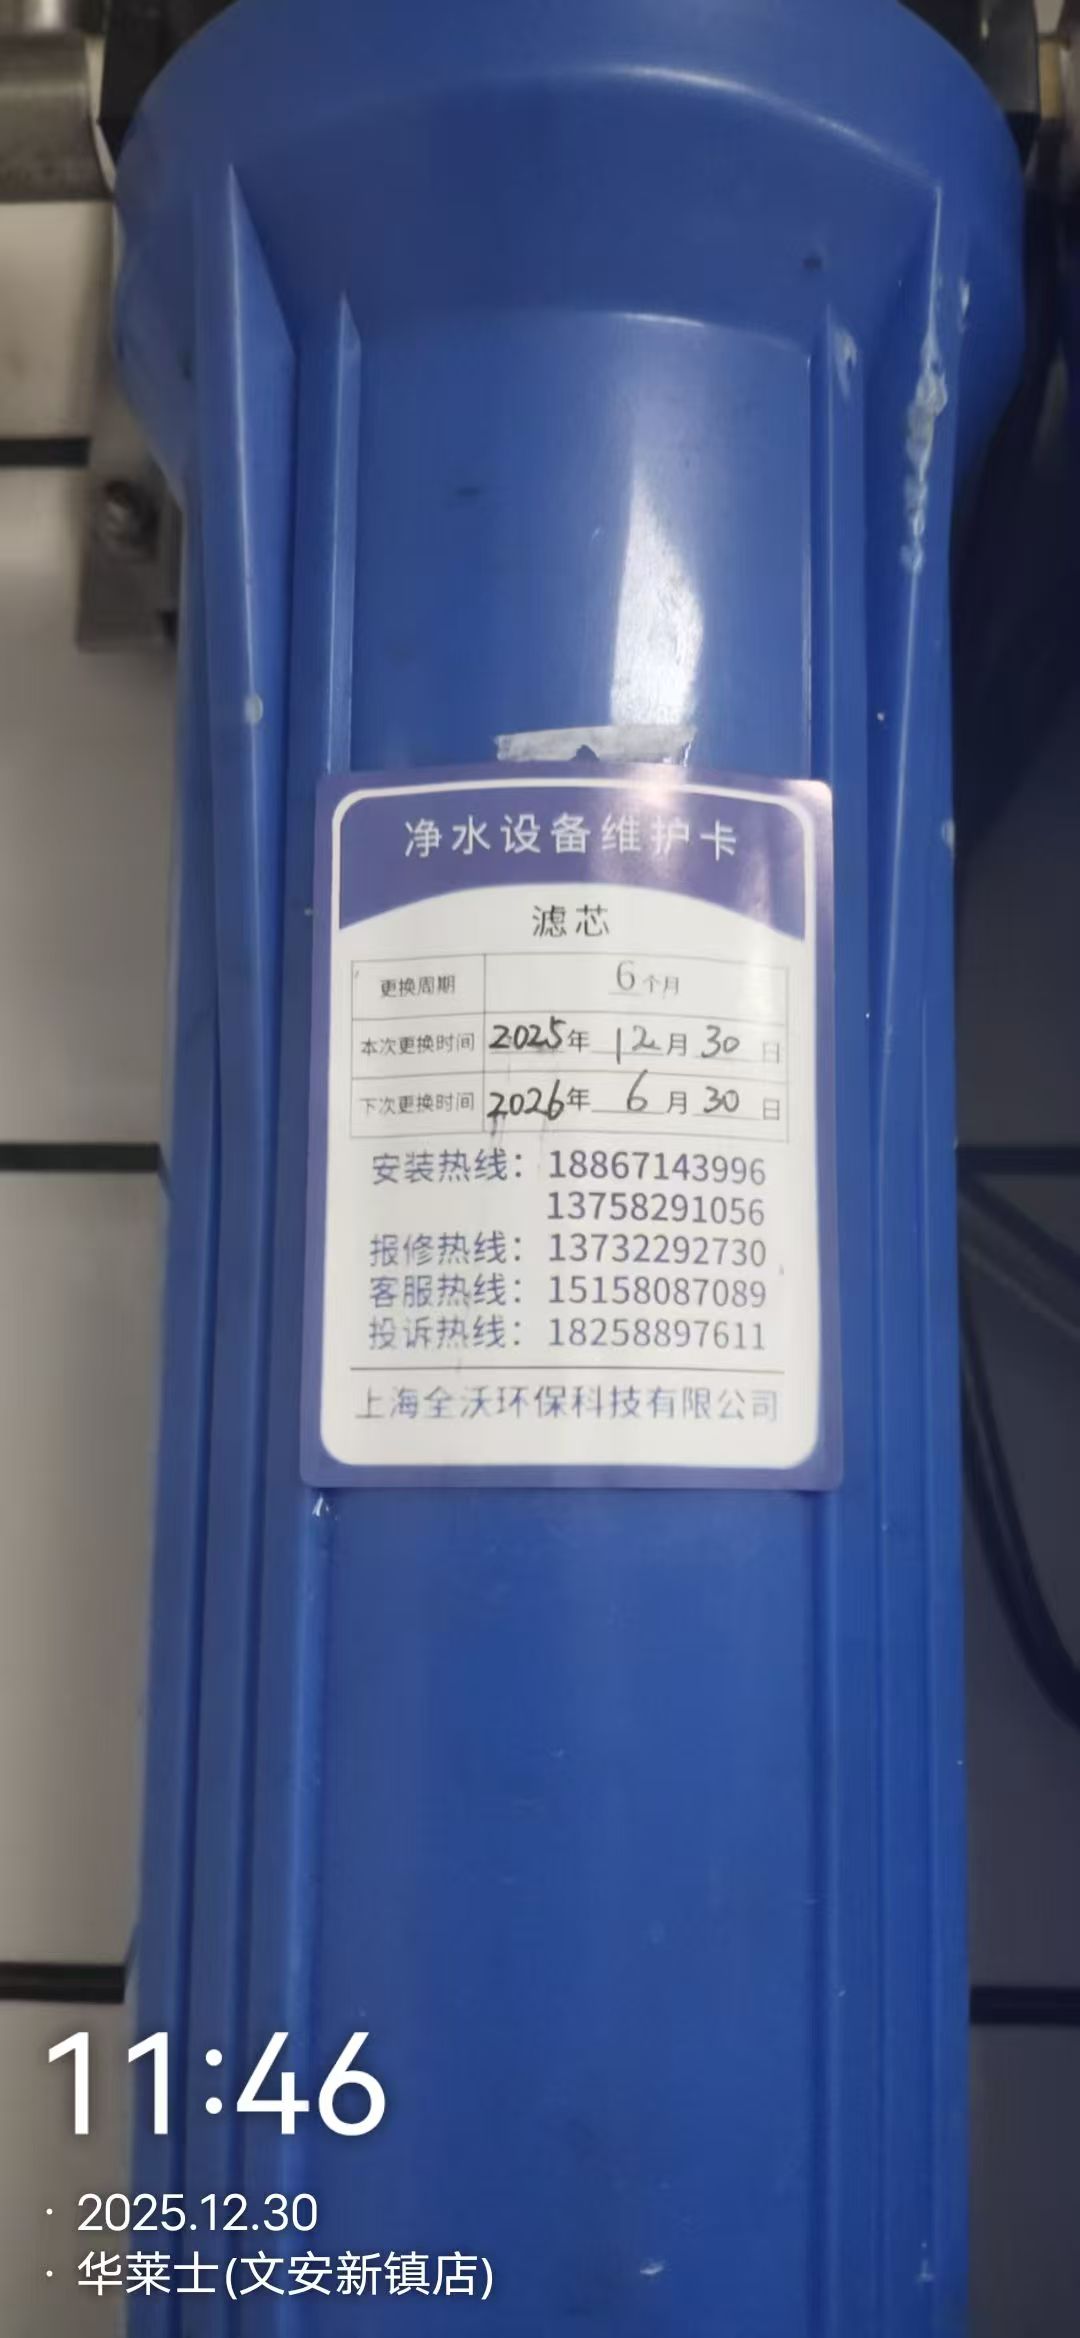 净水设备维护卡
滤芯
更换周期 6个月
本次更换时间 2025年 12月 30日
下次更换时间 2026年 6月 30日
安装热线：18867143996
13758291056
报修热线：13732292730
客服热线：15158087089
投诉热线：18258897611
上海全沃环保科技有限公司
11:46
· 2025.12.30
· 华莱士(文安新镇店)